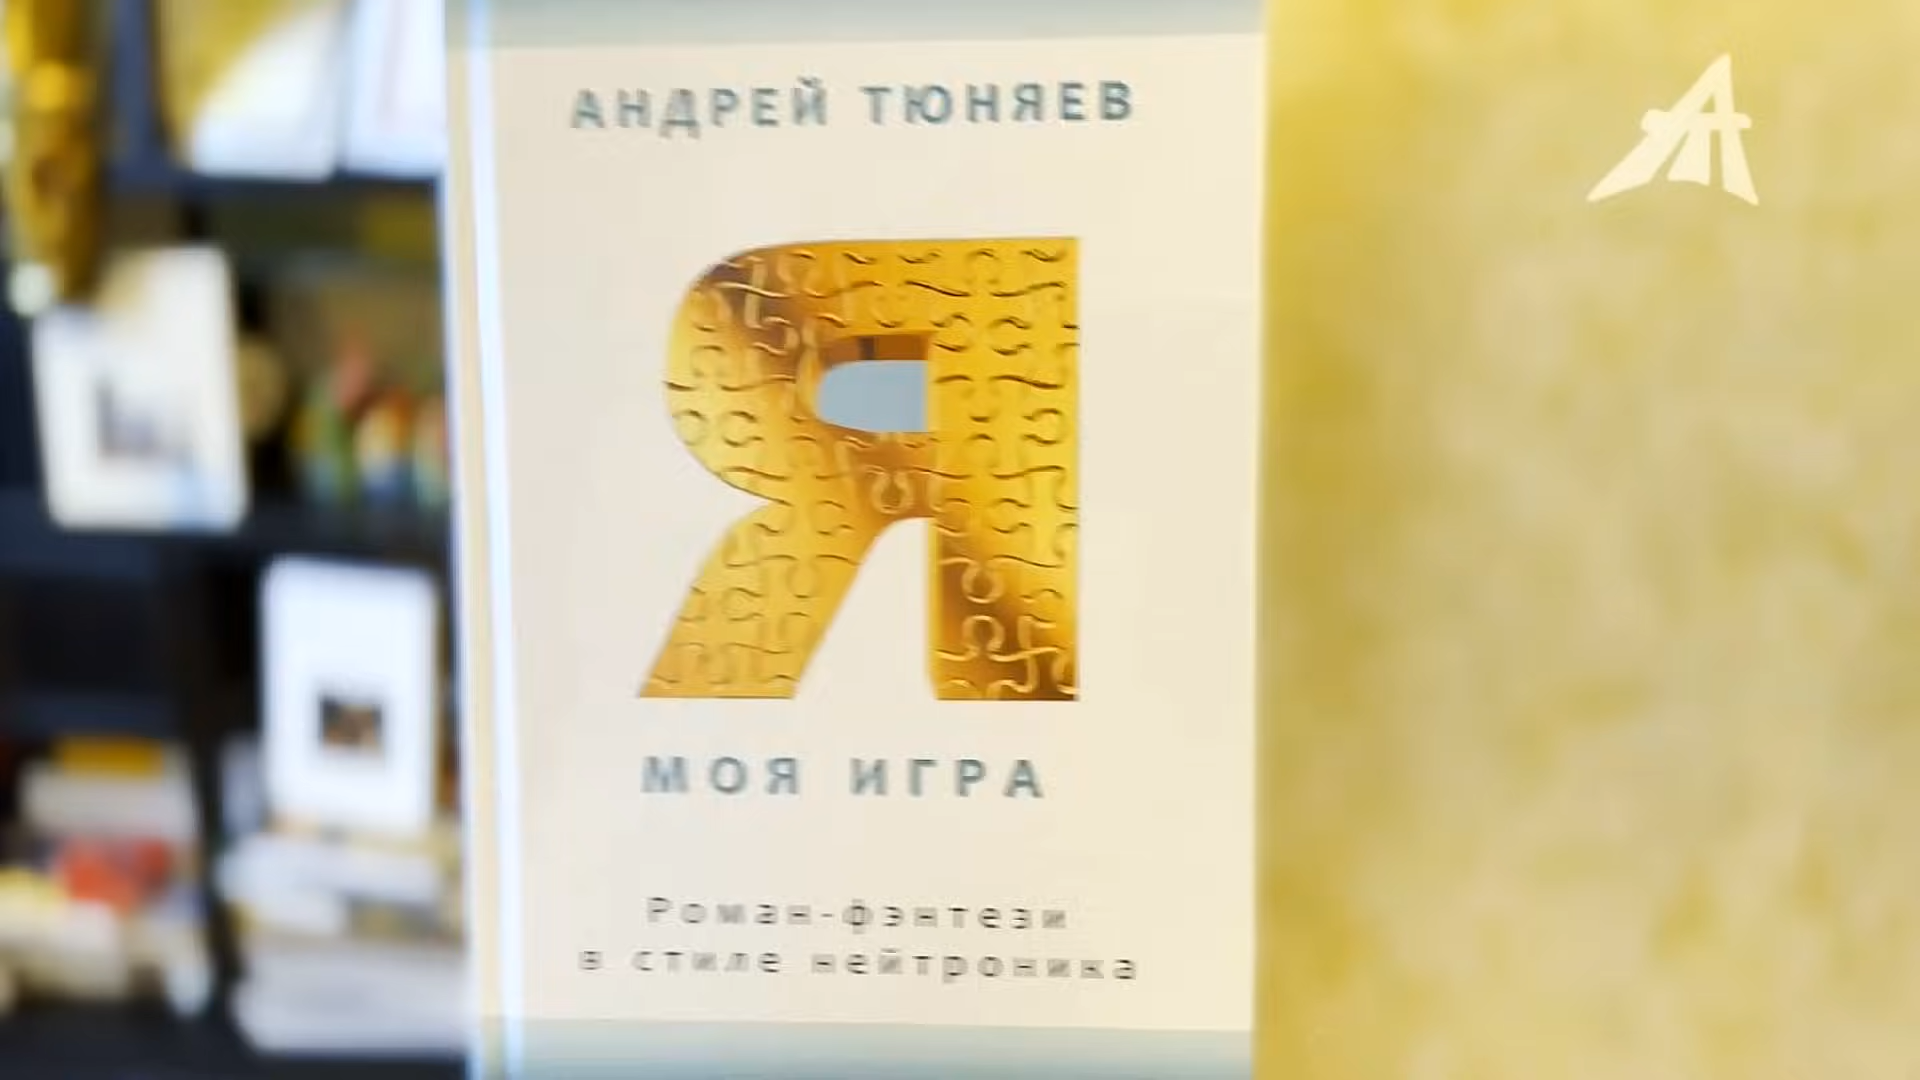 АНДРЕЙ ТЮНЯЕВ
Я
МОЯ ИГРА
Роман-фэнтези
в стиле нейтроника